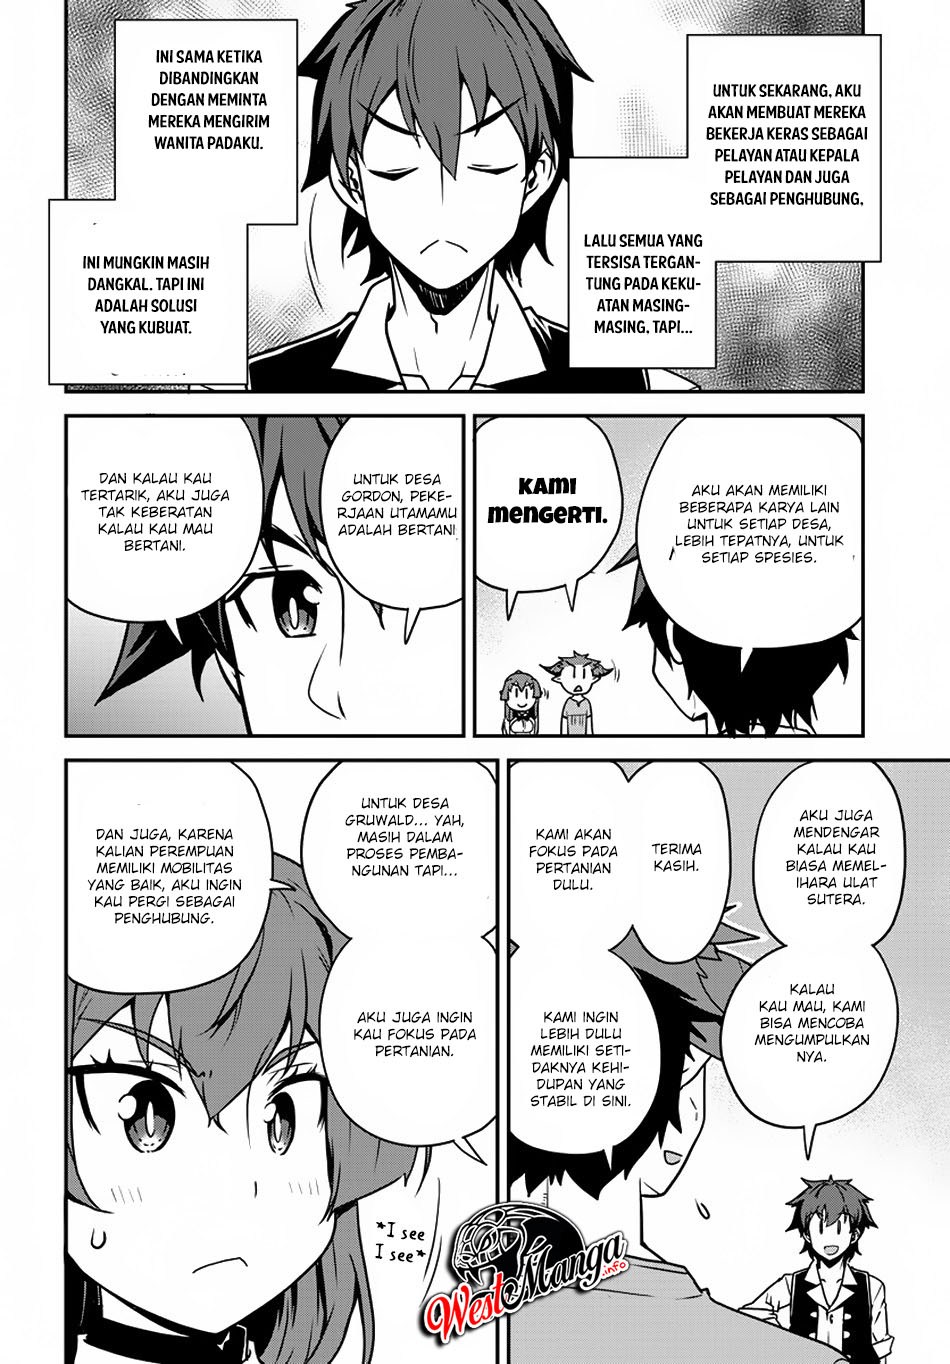 UNTUK SEKARANG, AKU
AKAN MEMBUAT MEREKA
BEKERJA KERAS SEBAGAI
PELAYAN ATAU KEPALA
PELAYAN DAN JUGA
SEBAGAI PENGHUBUNG.
LALU SEMUA YANG
TERSISA TERGAN-
TUNG PADA KEKU-
ATAN MASING-
MASING, TAPI...
INI SAMA KETIKA
DIBANDINGKAN
DENGAN MEMINTA
MEREKA MENGIRIM
WANITA PADAKU.
INI MUNGKIN MASIH
DANGKAL. TAPI INI
ADALAH SOLUSI
YANG KUBUAT.
AKU AKAN MEMILIKI
BEBERAPA KARYA LAIN
UNTUK SETIAP DESA,
LEBIH TEPATNYA, UNTUK
SETIAP SPESIES.
KAMI
MENGERTI.
UNTUK DESA
GORDON, PEKE-
RJAAN UTAMAMU
ADALAH BERTANI
DAN KALAU KAU
TERTARIK, AKU JUGA
TAK KEBERATAN
KALAU KAU MAU
BERTANI.
AKU JUGA
MENDENGAR
KALAU KAU
BIASA MEMEL-
IHARA ULAT
SUTERA.
KALAU
KAU MAU, KAMI
BISA MENCOBA
MENGUMPULKAN
NYA.
TERIMA
KASIH.
KAMI AKAN
FOKUS PADA
PERTANIAN
DULU.
KAMI INGIN
LEBIH DULU
MEMILIKI SETI-
DAKNYA KEHI-
DUPAN YANG
STABIL DI SINI.
UNTUK DESA
GRUWALD... YAH,
MASIH DALAM
PROSES PEMBA-
NGUNAN TAPI...
AKU JUGA INGIN
KAU FOKUS PADA
PERTANIAN.
DAN JUGA, KARENA
KALIAN PEREMPUAN
MEMILIKI MOBILITAS
YANG BAIK, AKU INGIN
KAU PERGI SEBAGAI
PENGHUBUNG.
*I see
I see*
WestManga
.info